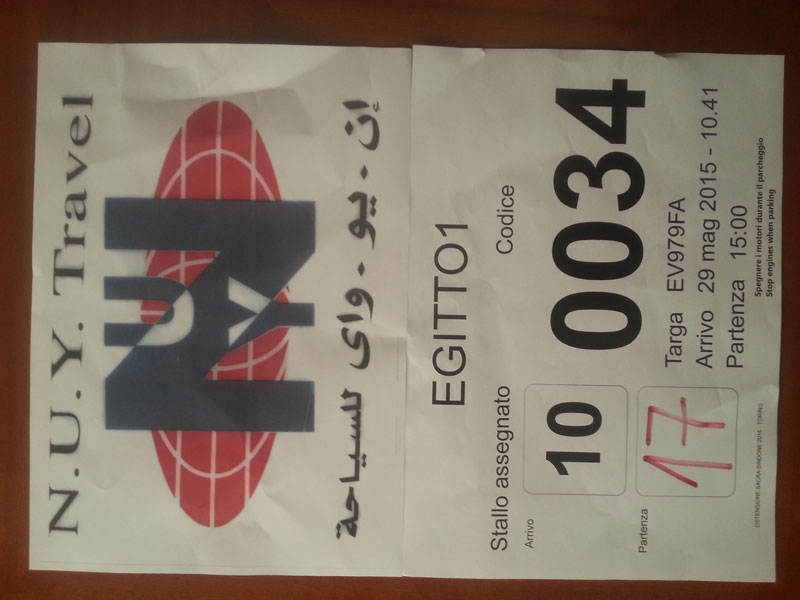 N.U.Y. Travel
N
U
Y
إن - يو - واى للسياحة
EGITTO1
Stallo assegnato
Codice
Arrivo
10
0034
Partenza
17
Targa EV979FA
Arrivo 29 mag 2015 - 10.41
Partenza 15:00
Spegnere i motori durante il parcheggio
Stop engines when parking
OSTENSIONE SACRA SINDONE 2015 - TORINO